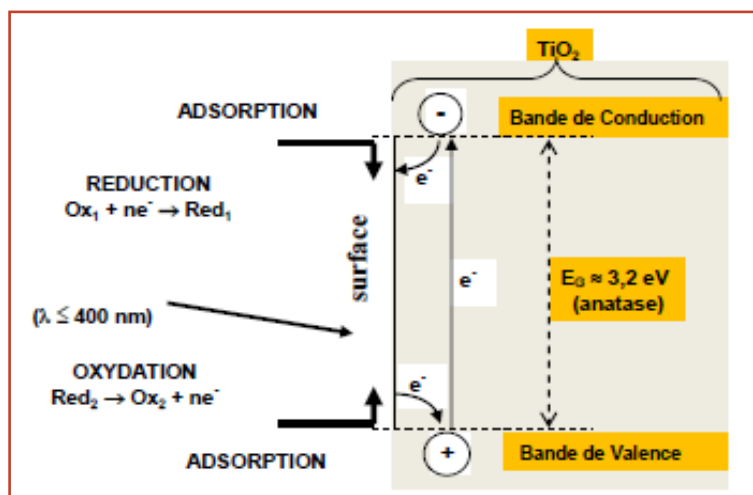 TiO₂
ADSORPTION
-
Bande de Conduction
e⁻
REDUCTION
Ox₁ + ne⁻ → Red₁
surface
e⁻
E_G ≈ 3,2 eV
(anatase)
(λ ≤ 400 nm)
OXYDATION
Red₂ → Ox₂ + ne⁻
e⁻
+
Bande de Valence
ADSORPTION